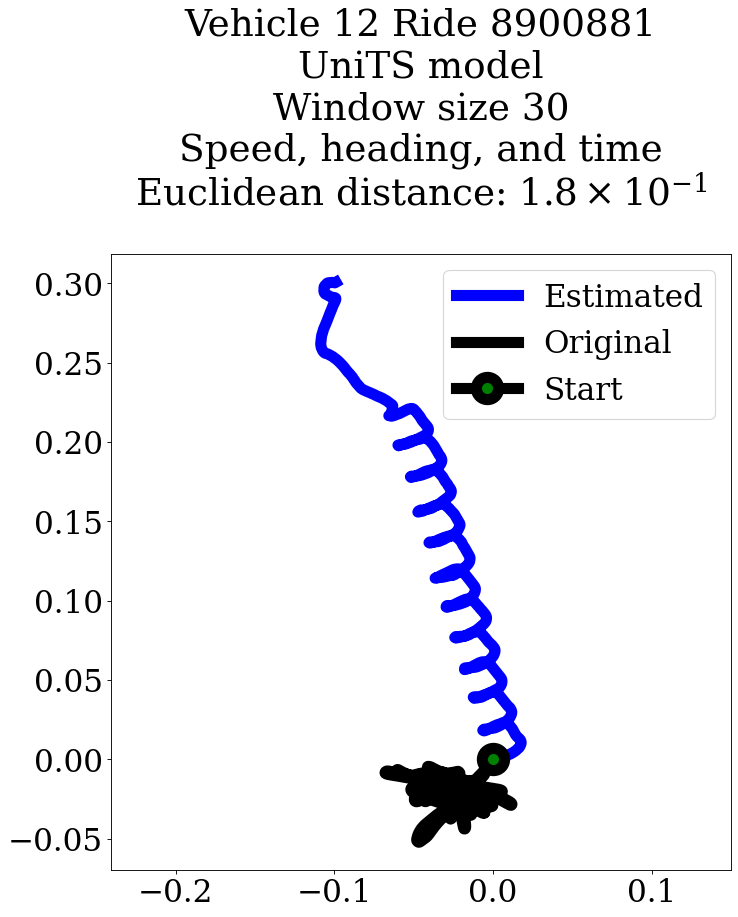 Vehicle 12 Ride 8900881
UniTS model
Window size 30
Speed, heading, and time
Euclidean distance: 1.8 × 10⁻¹
Estimated
Original
Start
0.30
0.25
0.20
0.15
0.10
0.05
0.00
−0.05
−0.2 −0.1 0.0 0.1